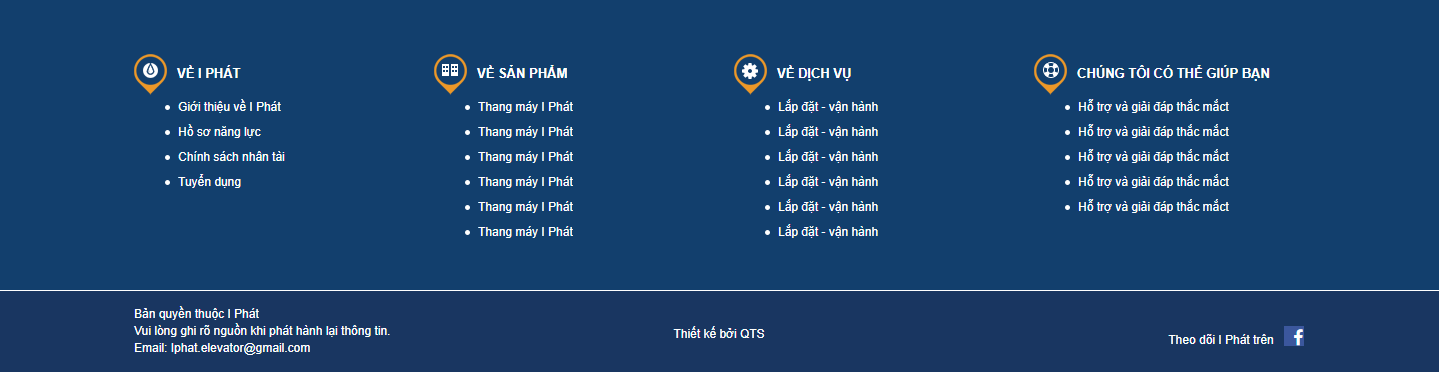 VỀ I PHÁT
Giới thiệu về I Phát
Hồ sơ năng lực
Chính sách nhân tài
Tuyển dụng
VỀ SẢN PHẨM
Thang máy I Phát
Thang máy I Phát
Thang máy I Phát
Thang máy I Phát
Thang máy I Phát
Thang máy I Phát
VỀ DỊCH VỤ
Lắp đặt - vận hành
Lắp đặt - vận hành
Lắp đặt - vận hành
Lắp đặt - vận hành
Lắp đặt - vận hành
Lắp đặt - vận hành
CHÚNG TÔI CÓ THỂ GIÚP BẠN
Hỗ trợ và giải đáp thắc mắct
Hỗ trợ và giải đáp thắc mắct
Hỗ trợ và giải đáp thắc mắct
Hỗ trợ và giải đáp thắc mắct
Hỗ trợ và giải đáp thắc mắct
Bản quyền thuộc I Phát
Vui lòng ghi rõ nguồn khi phát hành lại thông tin.
Email: Iphat.elevator@gmail.com
Thiết kế bởi QTS
Theo dõi I Phát trên f